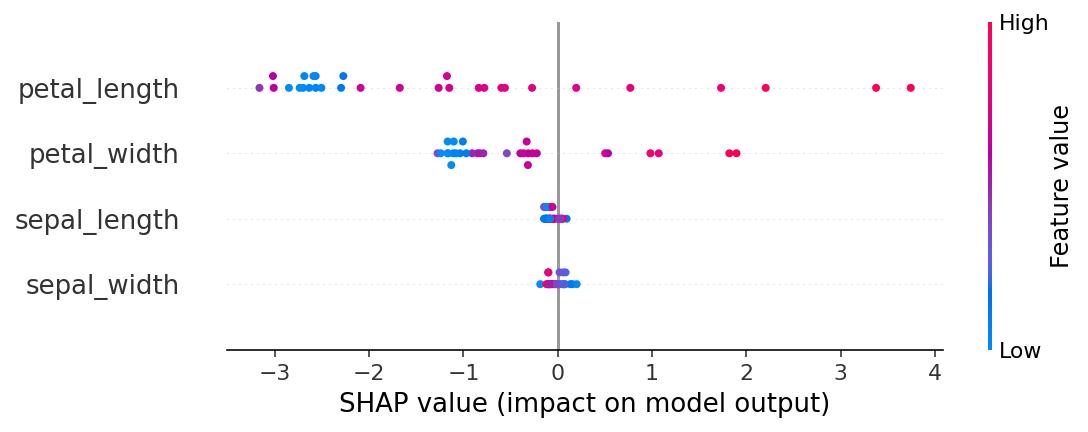 High
petal_length
petal_width
sepal_length
sepal_width
Feature value
Low
−3 −2 −1 0 1 2 3 4
SHAP value (impact on model output)